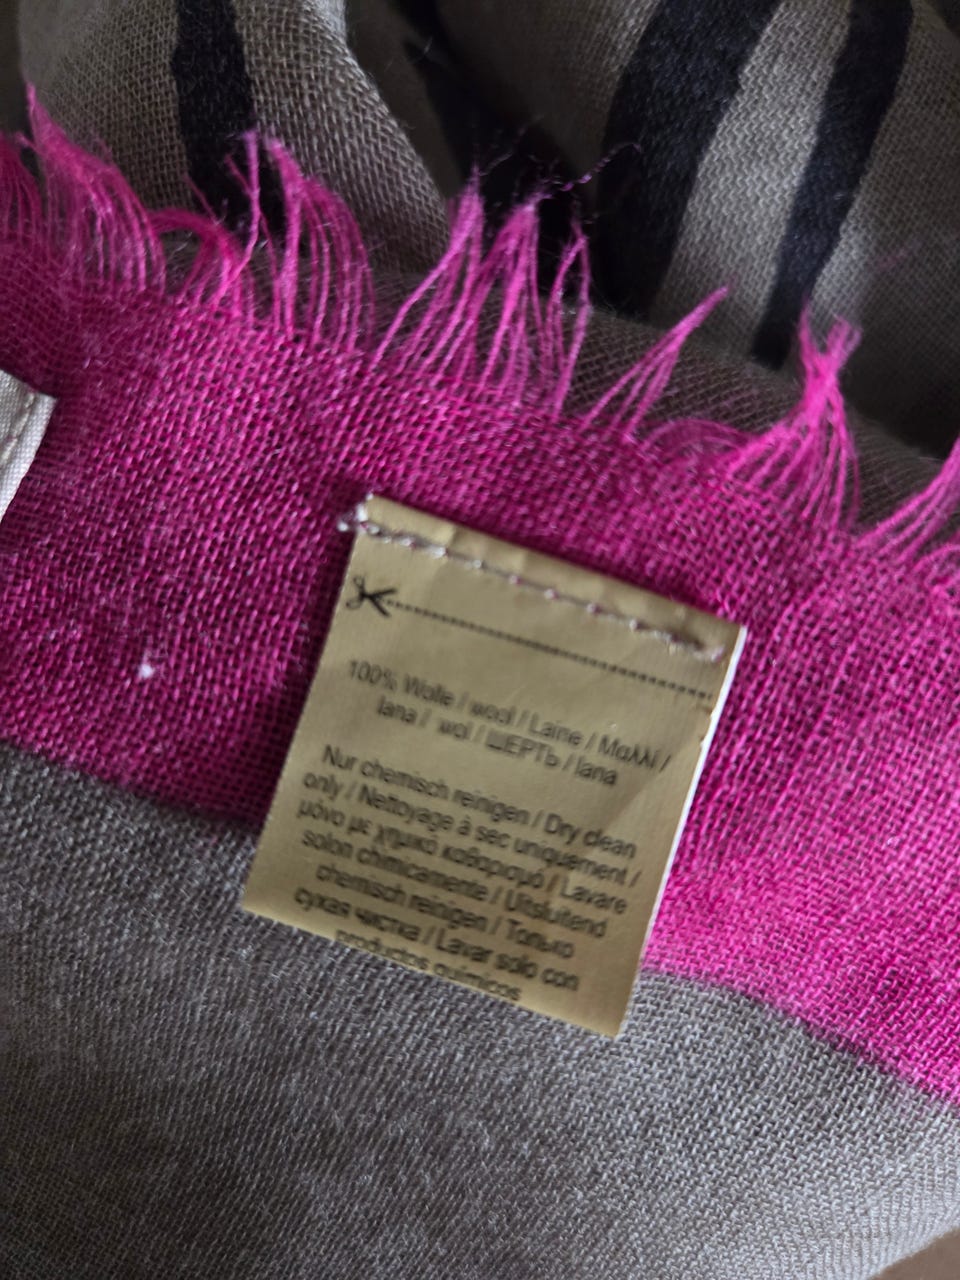 100% Wolle / wool / Laine / Μαλλί /
lana / wol / ШЕРТЬ / lana
Nur chemisch reinigen / Dry clean
only / Nettoyage à sec uniquement /
μόνο με χημικό καθαρισμό / Lavare
solon chimicamente / Uitsluitend
chemisch reinigen / Только
сухая чистка / Lavar solo con
productos químicos